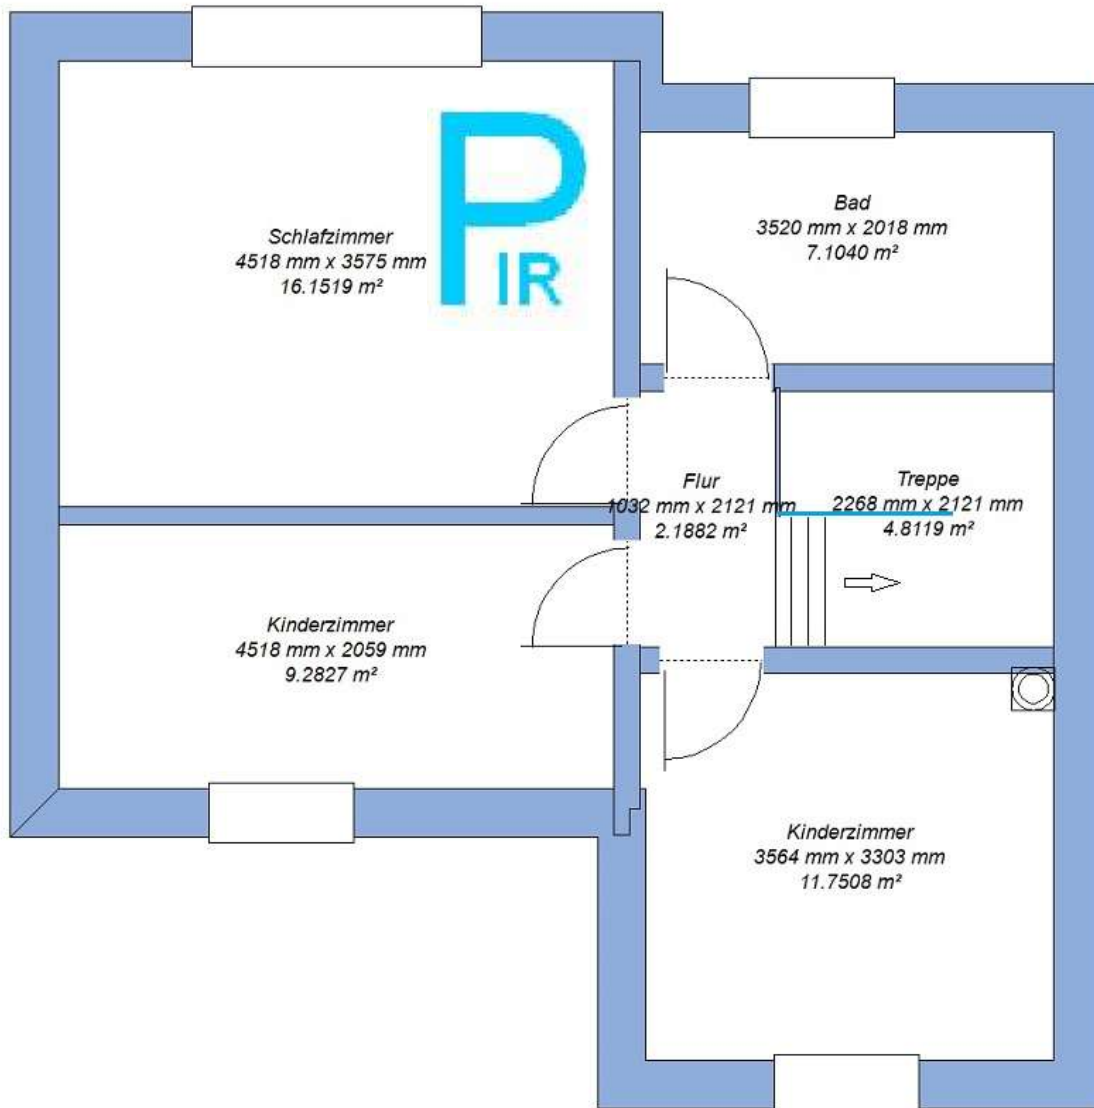 Schlafzimmer
4518 mm x 3575 mm
16.1519 m²
P
IR
Bad
3520 mm x 2018 mm
7.1040 m²
Flur
1032 mm x 2121 mm
2.1882 m²
Treppe
2268 mm x 2121 mm
4.8119 m²
Kinderzimmer
4518 mm x 2059 mm
9.2827 m²
Kinderzimmer
3564 mm x 3303 mm
11.7508 m²